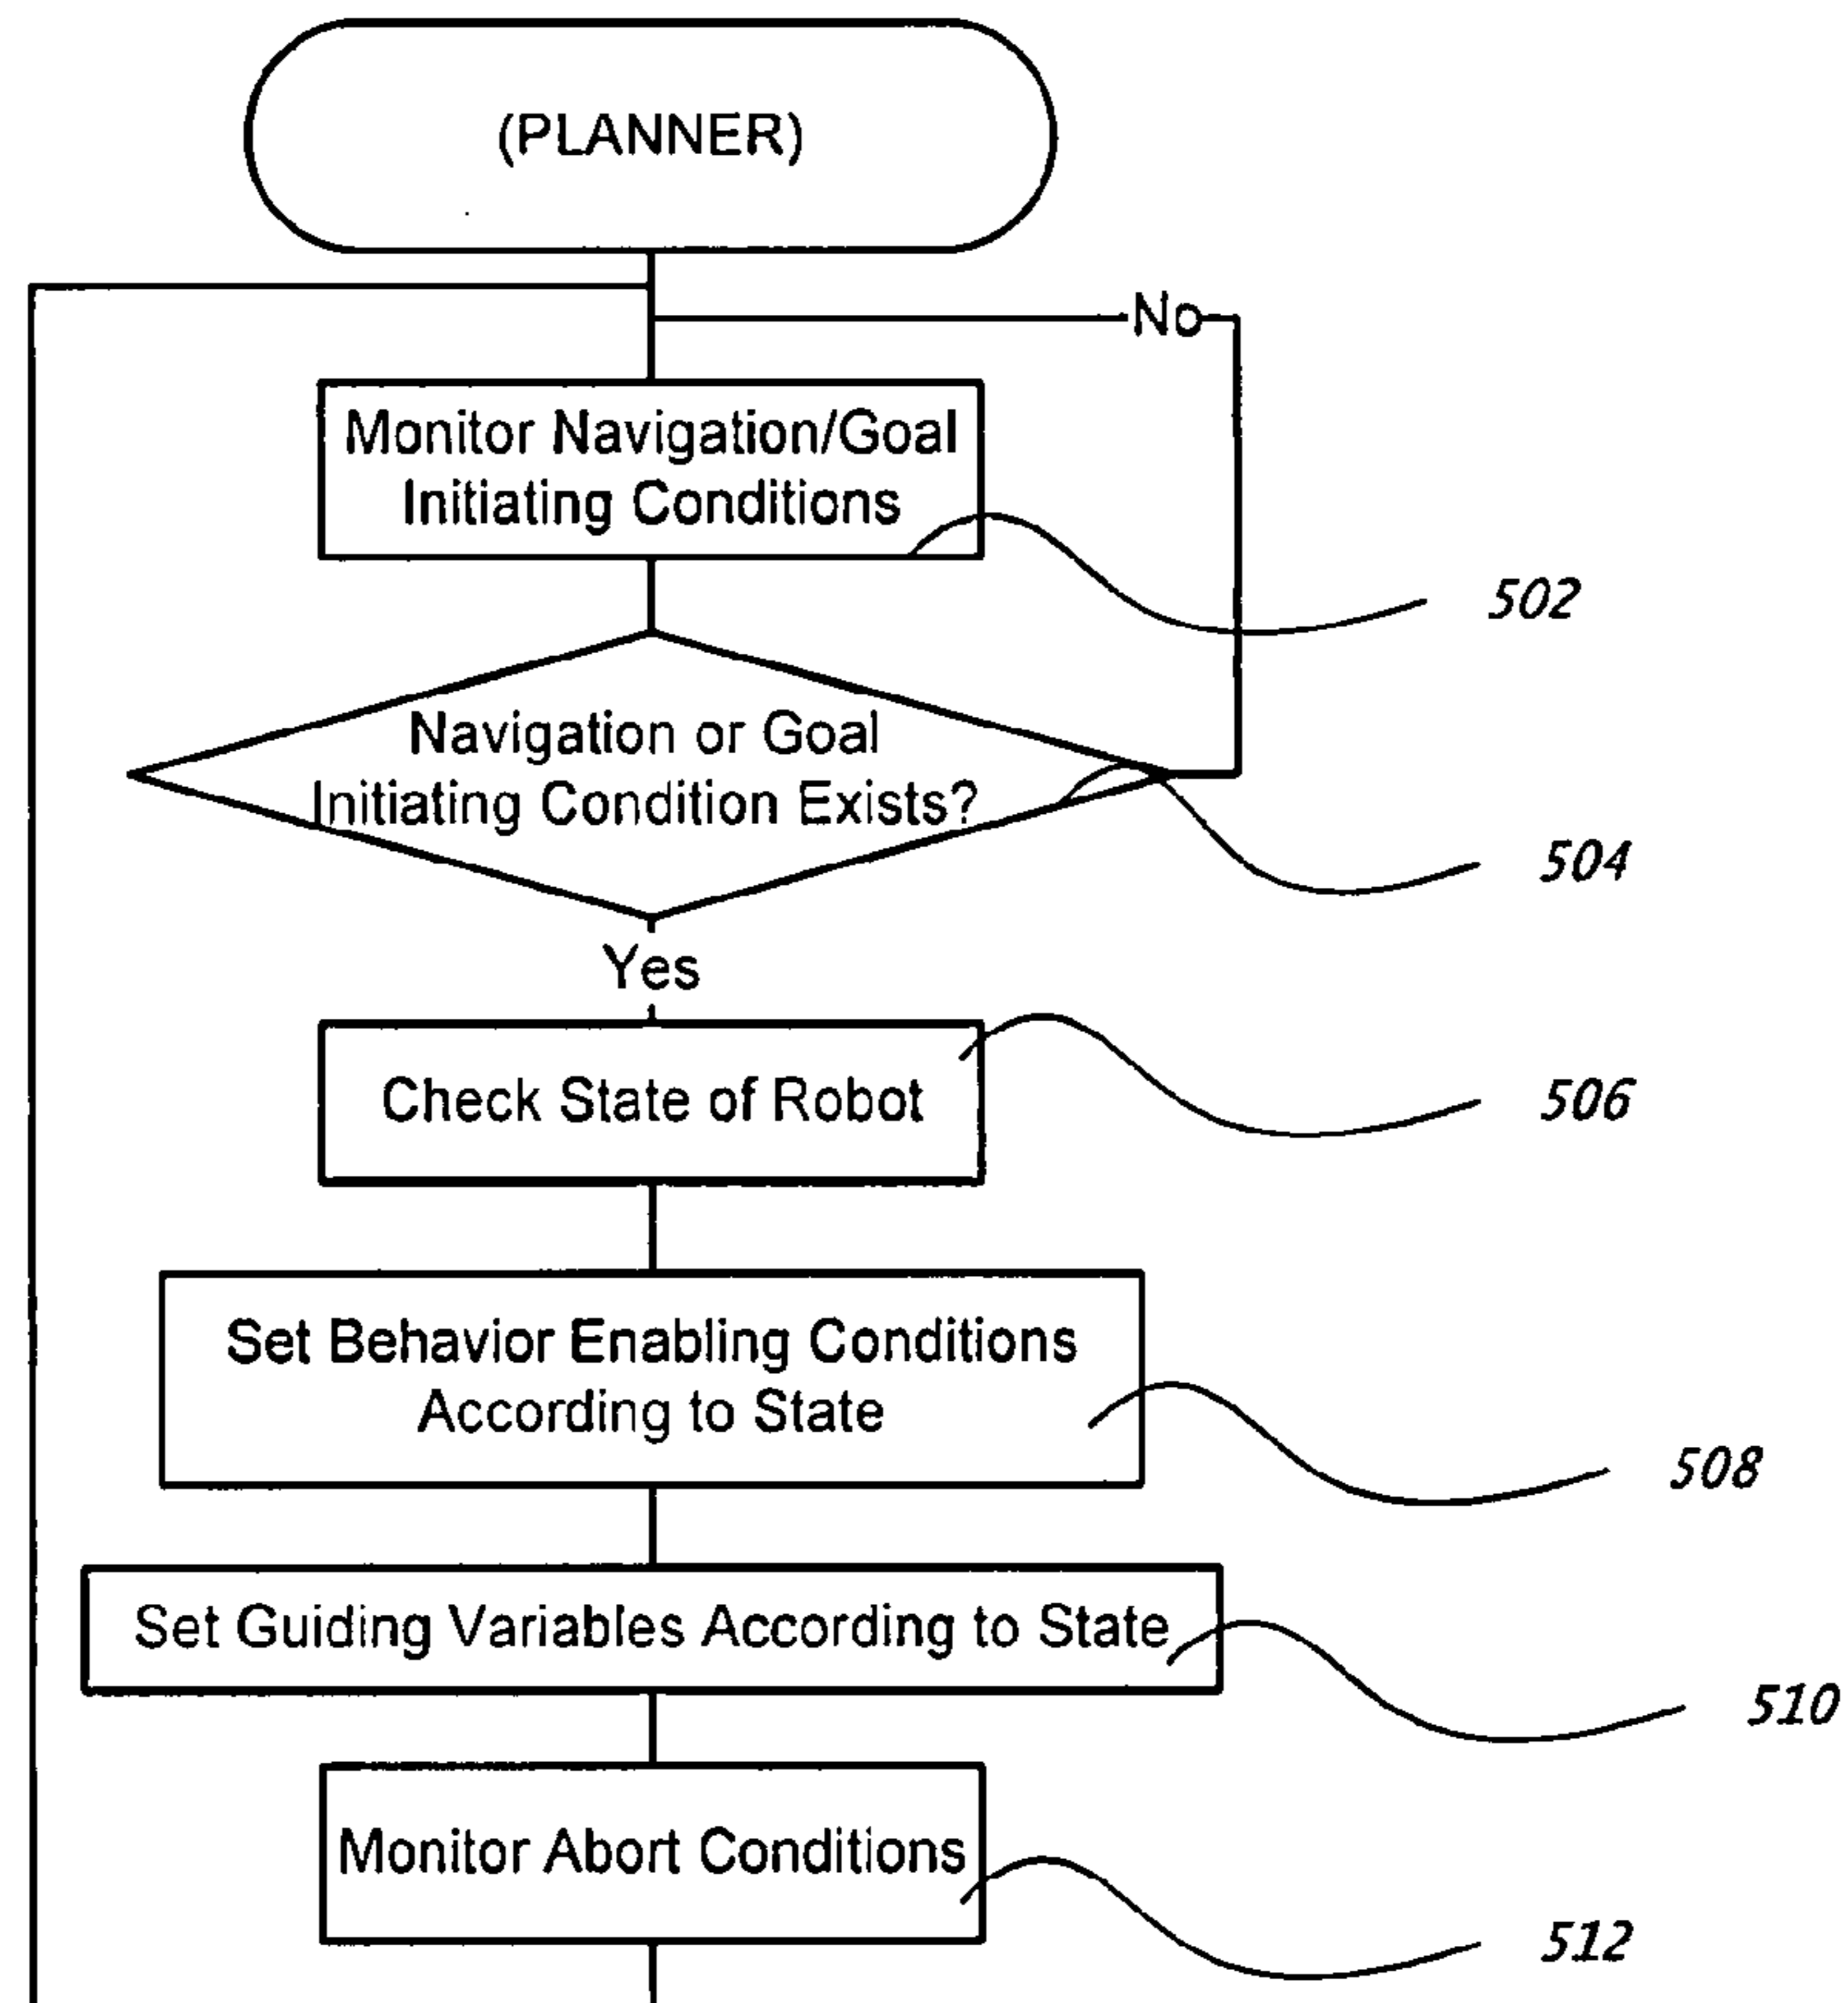 (PLANNER)
No
Monitor Navigation/Goal
Initiating Conditions
502
Navigation or Goal
Initiating Condition Exists?
504
Yes
Check State of Robot
506
Set Behavior Enabling Conditions
According to State
508
Set Guiding Variables According to State
510
Monitor Abort Conditions
512